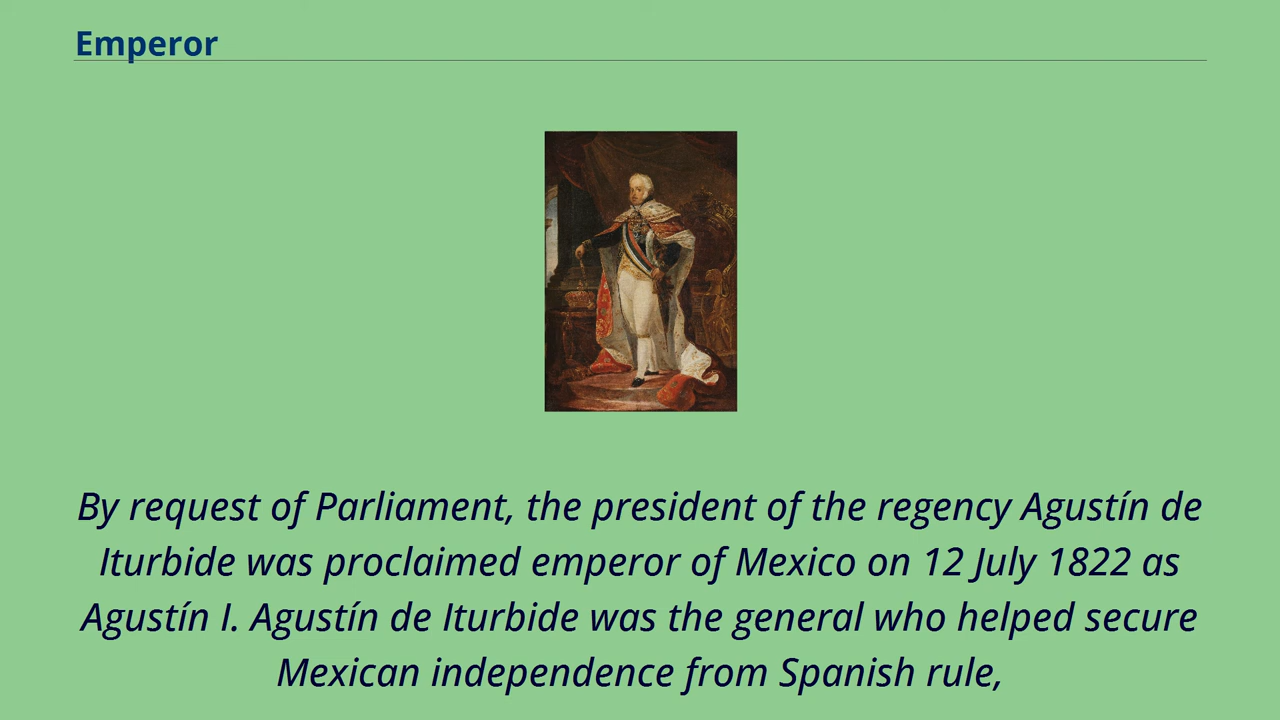 Emperor
By request of Parliament, the president of the regency Agustín de
Iturbide was proclaimed emperor of Mexico on 12 July 1822 as
Agustín I. Agustín de Iturbide was the general who helped secure
Mexican independence from Spanish rule,